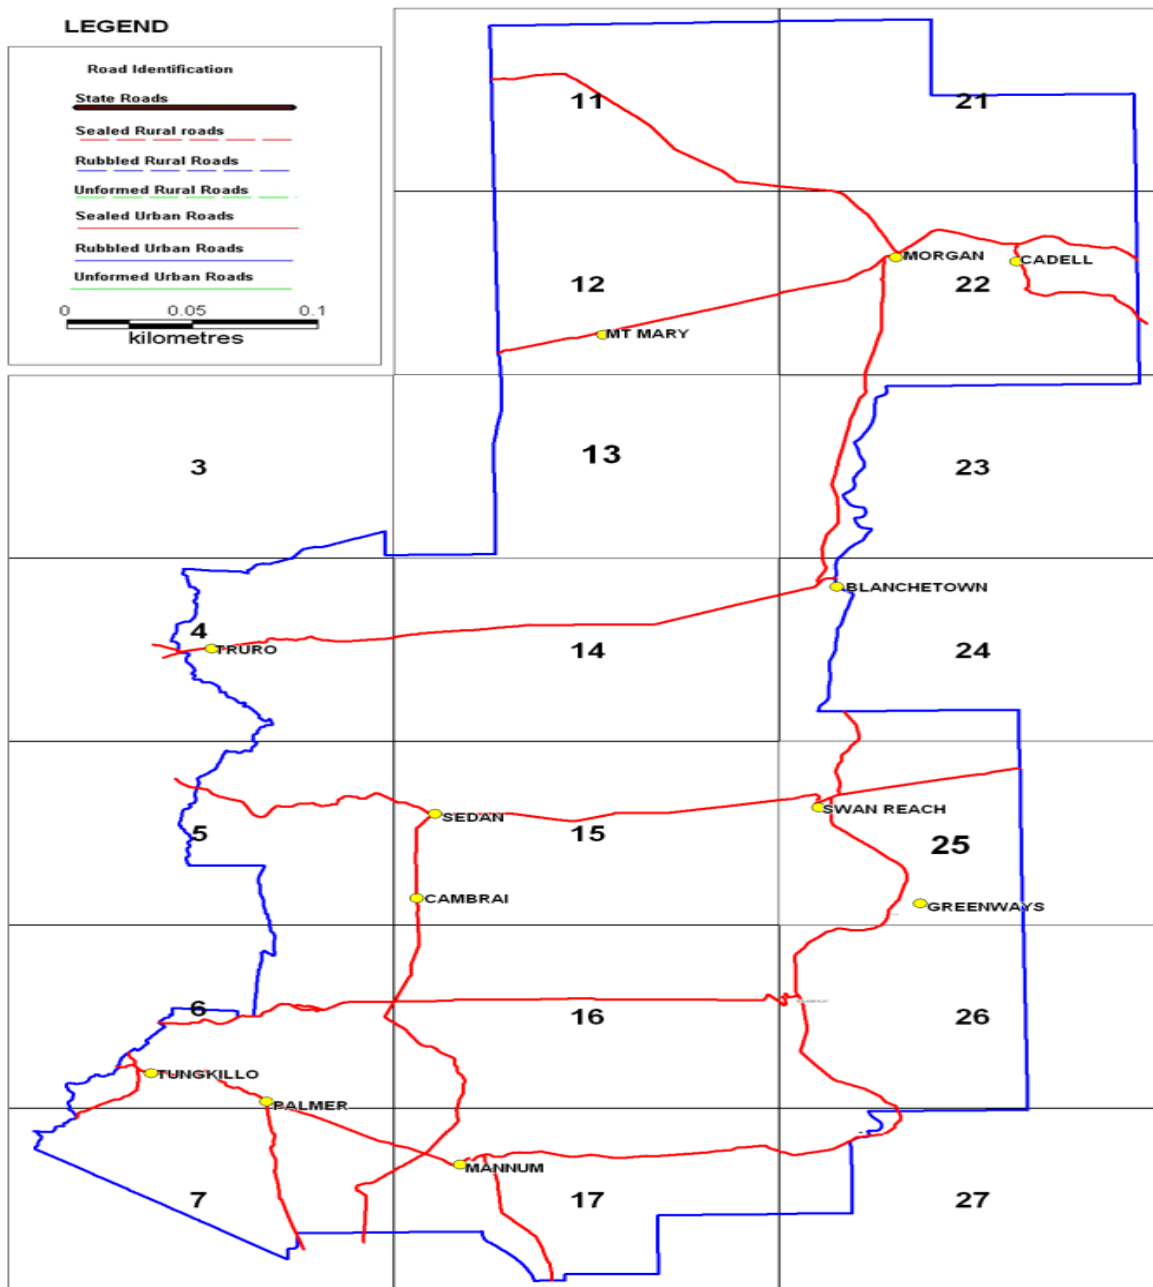 LEGEND
Road Identification
State Roads
Sealed Rural roads
Rubbled Rural Roads
Unformed Rural Roads
Sealed Urban Roads
Rubbled Urban Roads
Unformed Urban Roads
0 0.05 0.1
kilometres
11
21
MORGAN
CADELL
12
22
MT MARY
13
3
23
BLANCHETOWN
4
TRURO
14
24
SWAN REACH
SEDAN
5
15
25
CAMBRAI
GREENWAYS
6
16
26
TUNGKILLO
PALMER
MANNUM
7
17
27